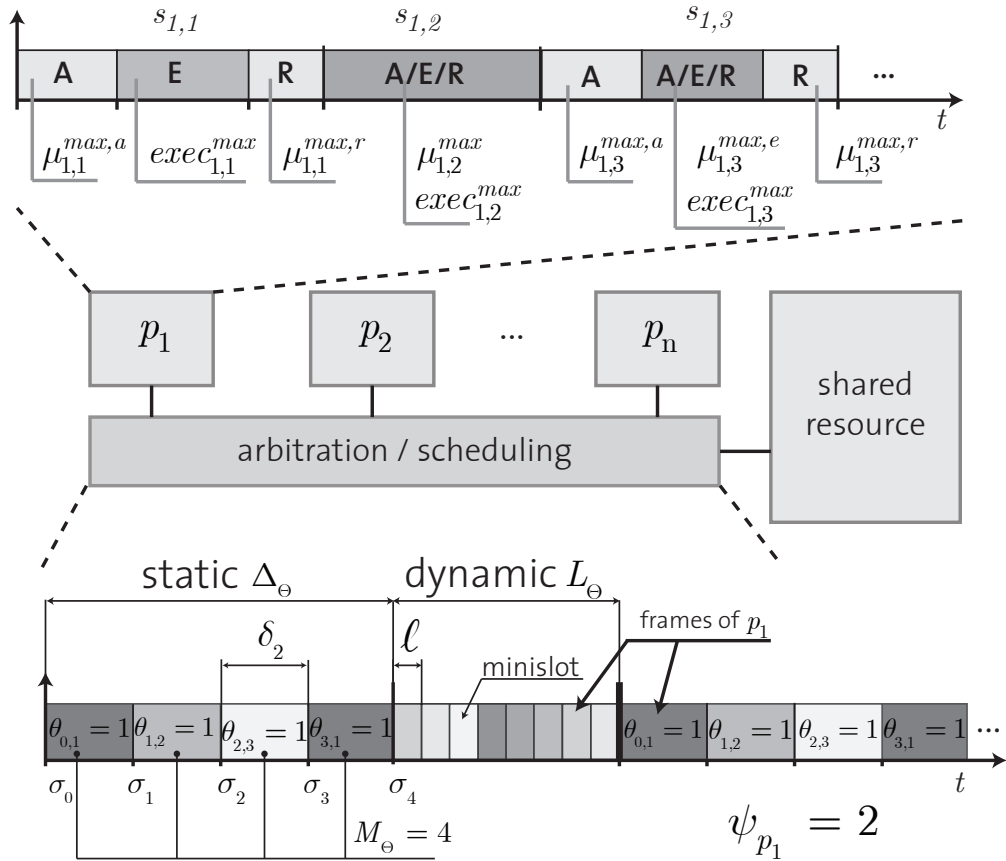 s_{1,1} s_{1,2} s_{1,3}
A E R A/E/R A A/E/R R ...
t
μ_{1,1}^{max,a} exec_{1,1}^{max} μ_{1,1}^{max,r} μ_{1,2}^{max} μ_{1,3}^{max,a} μ_{1,3}^{max,e} μ_{1,3}^{max,r}
exec_{1,2}^{max} exec_{1,3}^{max}
p_1 p_2 ... p_n
shared
resource
arbitration / scheduling
static Δ_Θ dynamic L_Θ
frames of p_1
δ_2 ℓ
minislot
θ_{0,1} = 1 θ_{1,2} = 1 θ_{2,3} = 1 θ_{3,1} = 1 θ_{0,1} = 1 θ_{1,2} = 1 θ_{2,3} = 1 θ_{3,1} = 1 ...
σ_0 σ_1 σ_2 σ_3 σ_4 t
M_Θ = 4
ψ_{p_1} = 2